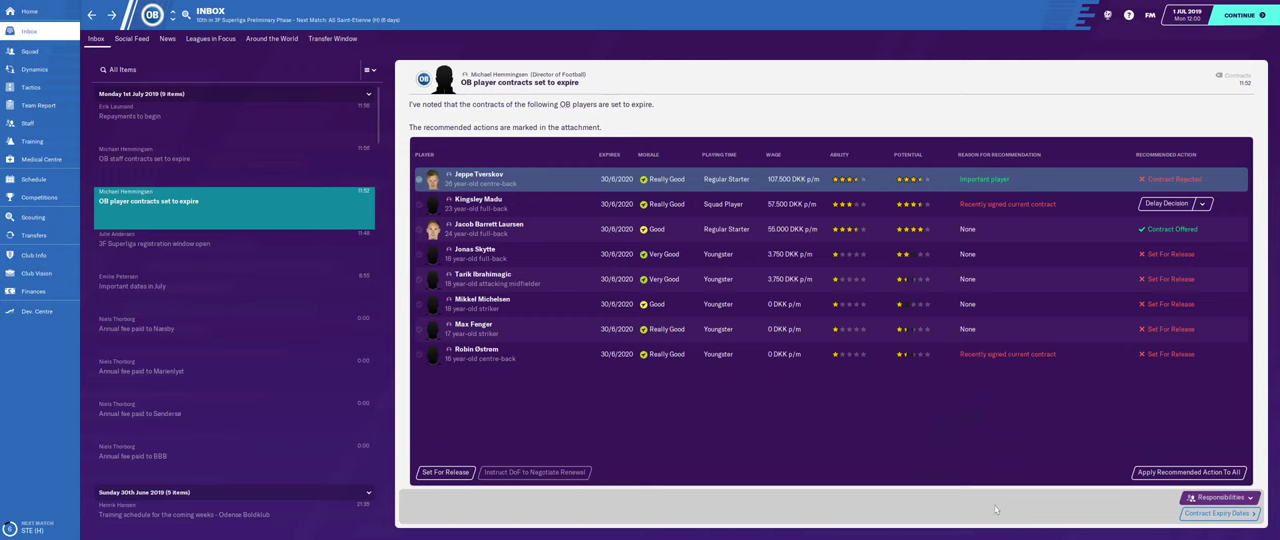 Home
Inbox
Squad
Dynamics
Tactics
Team Report
Staff
Training
Medical Centre
Schedule
Competitions
Scouting
Transfers
Club Info
Club Vision
Finances
Dev. Centre
6
NEXT MATCH
STE (H)
OB
INBOX
10th in 3F Superliga Preliminary Phase - Next Match: AS Saint-Etienne (H) (6 days)
FM
1 JUL 2019
Mon 12:00
CONTINUE
Inbox Social Feed News Leagues in Focus Around the World Transfer Window
All Items
Monday 1st July 2019 (9 items)
Erik Laursund
Repayments to begin
Michael Hemmingsen
OB staff contracts set to expire
Michael Hemmingsen 11:52
OB player contracts set to expire
Julie Andersen 11:48
3F Superliga registration window open
Emilie Petersen 8:55
Important dates in July
Niels Thorborg 0:00
Annual fee paid to Næsby
Niels Thorborg 0:00
Annual fee paid to Marienlyst
Niels Thorborg 0:00
Annual fee paid to Søndersø
Niels Thorborg 0:00
Annual fee paid to BBB
Sunday 30th June 2019 (5 items)
Henrik Hansen 21:35
Training schedule for the coming weeks - Odense Boldklub
OB
Michael Hemmingsen (Director of Football)
OB player contracts set to expire
Contracts
11:52
I've noted that the contracts of the following OB players are set to expire.
The recommended actions are marked in the attachment.
PLAYER EXPIRES MORALE PLAYING TIME WAGE ABILITY POTENTIAL REASON FOR RECOMMENDATION RECOMMENDED ACTION
Jeppe Tverskov
26 year-old centre-back
30/6/2020 Really Good Regular Starter 107.500 DKK p/m Important player Contract Rejected
Kingsley Madu
23 year-old full-back
30/6/2020 Really Good Squad Player 57.500 DKK p/m Recently signed current contract Delay Decision
Jacob Barrett Laursen
24 year-old full-back
30/6/2020 Good Regular Starter 55.000 DKK p/m None Contract Offered
Jonas Skytte
18 year-old full-back
30/6/2020 Very Good Youngster 3.750 DKK p/m None Set For Release
Tarik Ibrahimagic
18 year-old attacking midfielder
30/6/2020 Very Good Youngster 3.750 DKK p/m None Set For Release
Mikkel Michelsen
18 year-old striker
30/6/2020 Good Youngster 0 DKK p/m None Set For Release
Max Fenger
17 year-old striker
30/6/2020 Really Good Youngster 0 DKK p/m None Set For Release
Robin Østrøm
16 year-old centre-back
30/6/2020 Really Good Youngster 0 DKK p/m Recently signed current contract Set For Release
Set For Release Instruct DoF to Negotiate Renewal Apply Recommended Action To All
Responsibilities
Contract Expiry Dates